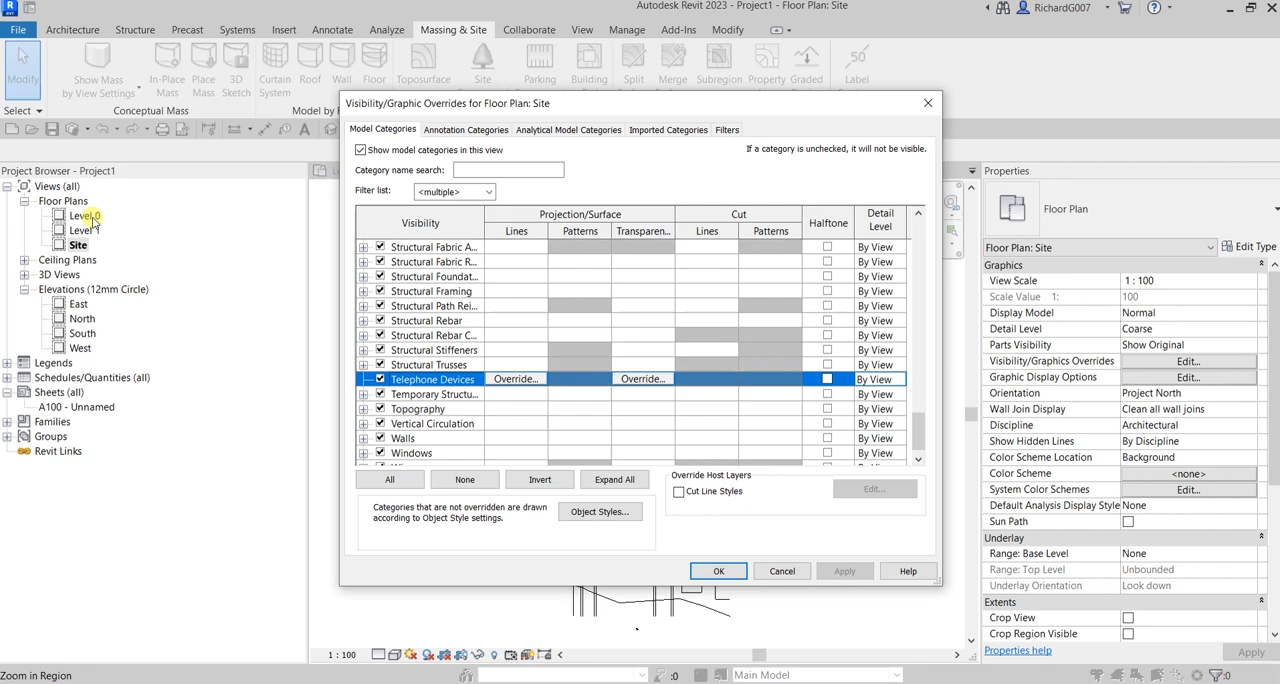 Autodesk Revit 2023 - Project1 - Floor Plan: Site
RichardG007
File Architecture Structure Precast Systems Insert Annotate Analyze Massing & Site Collaborate View Manage Add-Ins Modify
Modify
Show Mass
by View Settings
In-Place
Mass
Place
Mass
3D
Sketch
Curtain
System
Roof
Wall
Floor
Toposurface
Site
Parking
Building
Split
Merge
Subregion
Property
Graded
Label
Select
Conceptual Mass
Visibility/Graphic Overrides for Floor Plan: Site
Model Categories Annotation Categories Analytical Model Categories Imported Categories Filters
Show model categories in this view
If a category is unchecked, it will not be visible.
Category name search:
Filter list: <multiple>
Visibility Projection/Surface Cut Halftone Detail Level
Lines Patterns Transparen... Lines Patterns
Structural Fabric A... By View
Structural Fabric R... By View
Structural Foundat... By View
Structural Framing By View
Structural Path Rei... By View
Structural Rebar By View
Structural Rebar C... By View
Structural Stiffeners By View
Structural Trusses By View
Telephone Devices Override... Override... By View
Temporary Structu... By View
Topography By View
Vertical Circulation By View
Walls By View
Windows By View
All None Invert Expand All
Override Host Layers
Cut Line Styles Edit...
Categories that are not overridden are drawn
according to Object Style settings.
Object Styles...
OK Cancel Apply Help
Project Browser - Project1
Views (all)
Floor Plans
Level 0
Level
Site
Ceiling Plans
3D Views
Elevations (12mm Circle)
East
North
South
West
Legends
Schedules/Quantities (all)
Sheets (all)
A100 - Unnamed
Families
Groups
Revit Links
Properties
Floor Plan
Floor Plan: Site Edit Type
Graphics
View Scale 1 : 100
Scale Value 1: 100
Display Model Normal
Detail Level Coarse
Parts Visibility Show Original
Visibility/Graphics Overrides Edit...
Graphic Display Options Edit...
Orientation Project North
Wall Join Display Clean all wall joins
Discipline Architectural
Show Hidden Lines By Discipline
Color Scheme Location Background
Color Scheme <none>
System Color Schemes Edit...
Default Analysis Display Style None
Sun Path
Underlay
Range: Base Level None
Range: Top Level Unbounded
Underlay Orientation Look down
Extents
Crop View
Crop Region Visible
Properties help Apply
1 : 100
Zoom in Region
:0
Main Model
:0